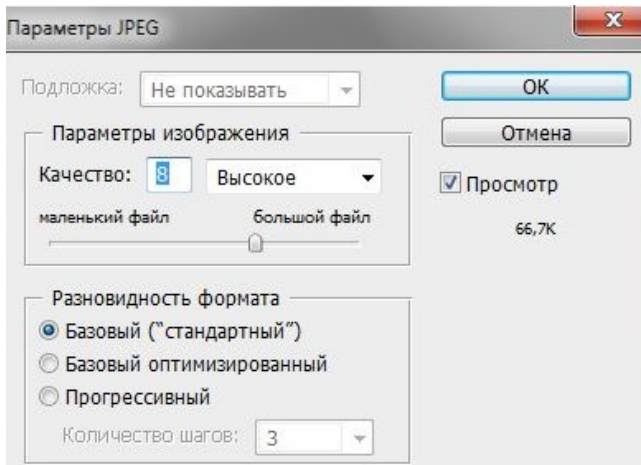 Параметры JPEG
Подложка: Не показывать
OK
Параметры изображения
Отмена
Качество: 8 Высокое
Просмотр
маленький файл большой файл
66,7K
Разновидность формата
Базовый (“стандартный”)
Базовый оптимизированный
Прогрессивный
Количество шагов: 3